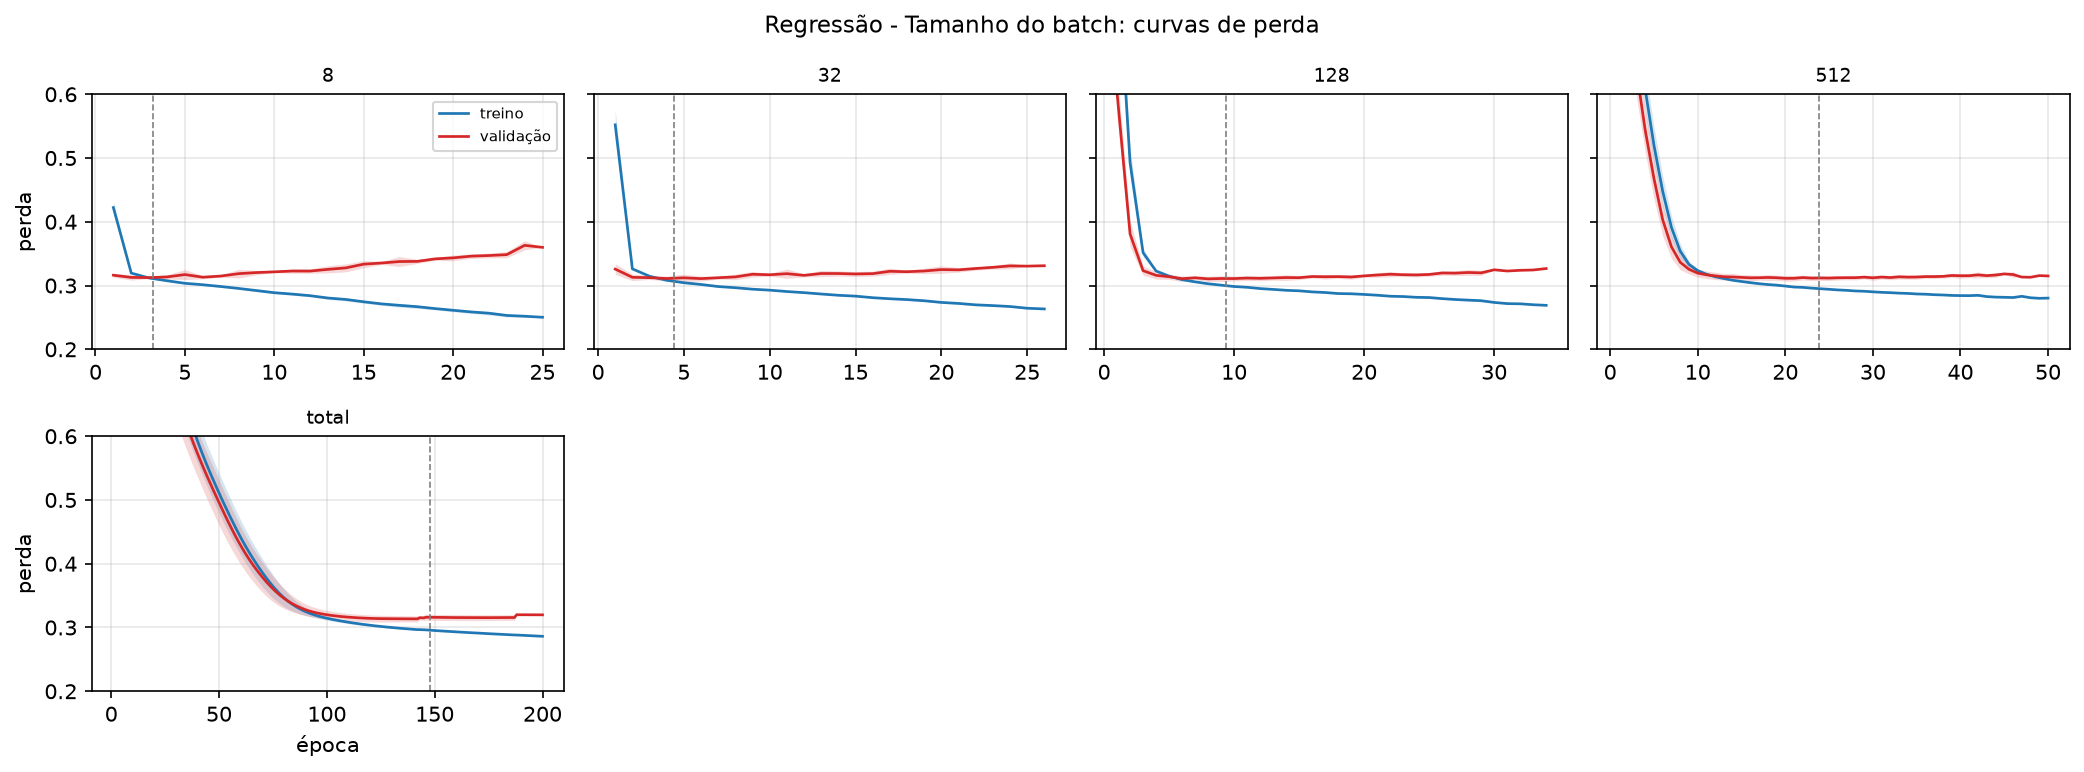 Regressão - Tamanho do batch: curvas de perda
8
32
128
512
perda
0.6
0.5
0.4
0.3
0.2
treino
validação
0 5 10 15 20 25
0 5 10 15 20 25
0 10 20 30
0 10 20 30 40 50
total
perda
0.6
0.5
0.4
0.3
0.2
0 50 100 150 200
época